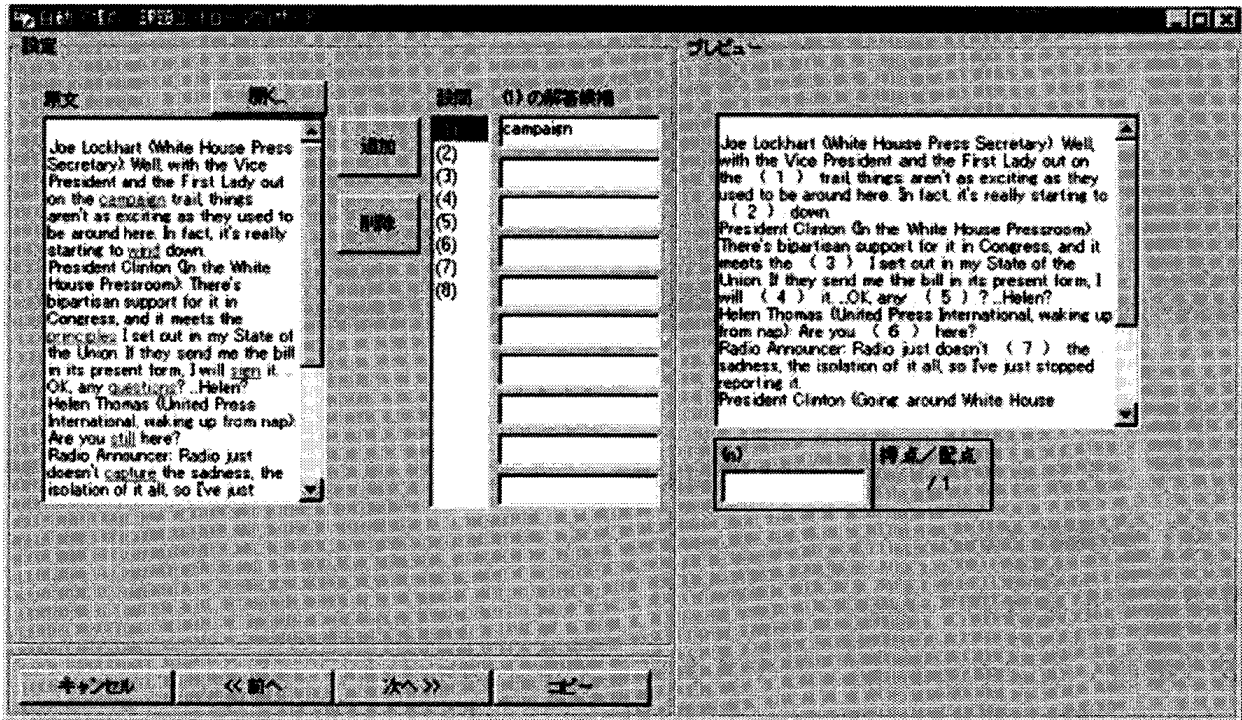 設定
原文
開く...
Joe Lockhart (White House Press
Secretary): Well, with the Vice
President and the First Lady out
on the campaign trail, things
aren't as exciting as they used to
be around here. In fact, it's really
starting to wind down.
President Clinton (In the White
House Pressroom): There's
bipartisan support for it in
Congress, and it meets the
principles I set out in my State of
the Union. If they send me the bill
in its present form, I will sign it.
OK, any questions? ...Helen?
Helen Thomas (United Press
International, waking up from nap):
Are you still here?
Radio Announcer: Radio just
doesn't capture the sadness, the
isolation of it all, so I've just
追加
削除
設問
(2)
(3)
(4)
(5)
(6)
(7)
(8)
(1) の解答候補
campaign
プレビュー
Joe Lockhart (White House Press Secretary): Well,
with the Vice President and the First Lady out on
the ( 1 ) trail, things aren't as exciting as they
used to be around here. In fact, it's really starting to
( 2 ) down.
President Clinton (In the White House Pressroom):
There's bipartisan support for it in Congress, and it
meets the ( 3 ) I set out in my State of the
Union. If they send me the bill in its present form, I
will ( 4 ) it. ...OK, any ( 5 ) ? ...Helen?
Helen Thomas (United Press International, waking up
from nap): Are you ( 6 ) here?
Radio Announcer: Radio just doesn't ( 7 ) the
sadness, the isolation of it all, so I've just stopped
reporting it.
President Clinton (Going around White House
(n)
得点／配点
/ 1
キャンセル
<< 前へ
次へ >>
コピー